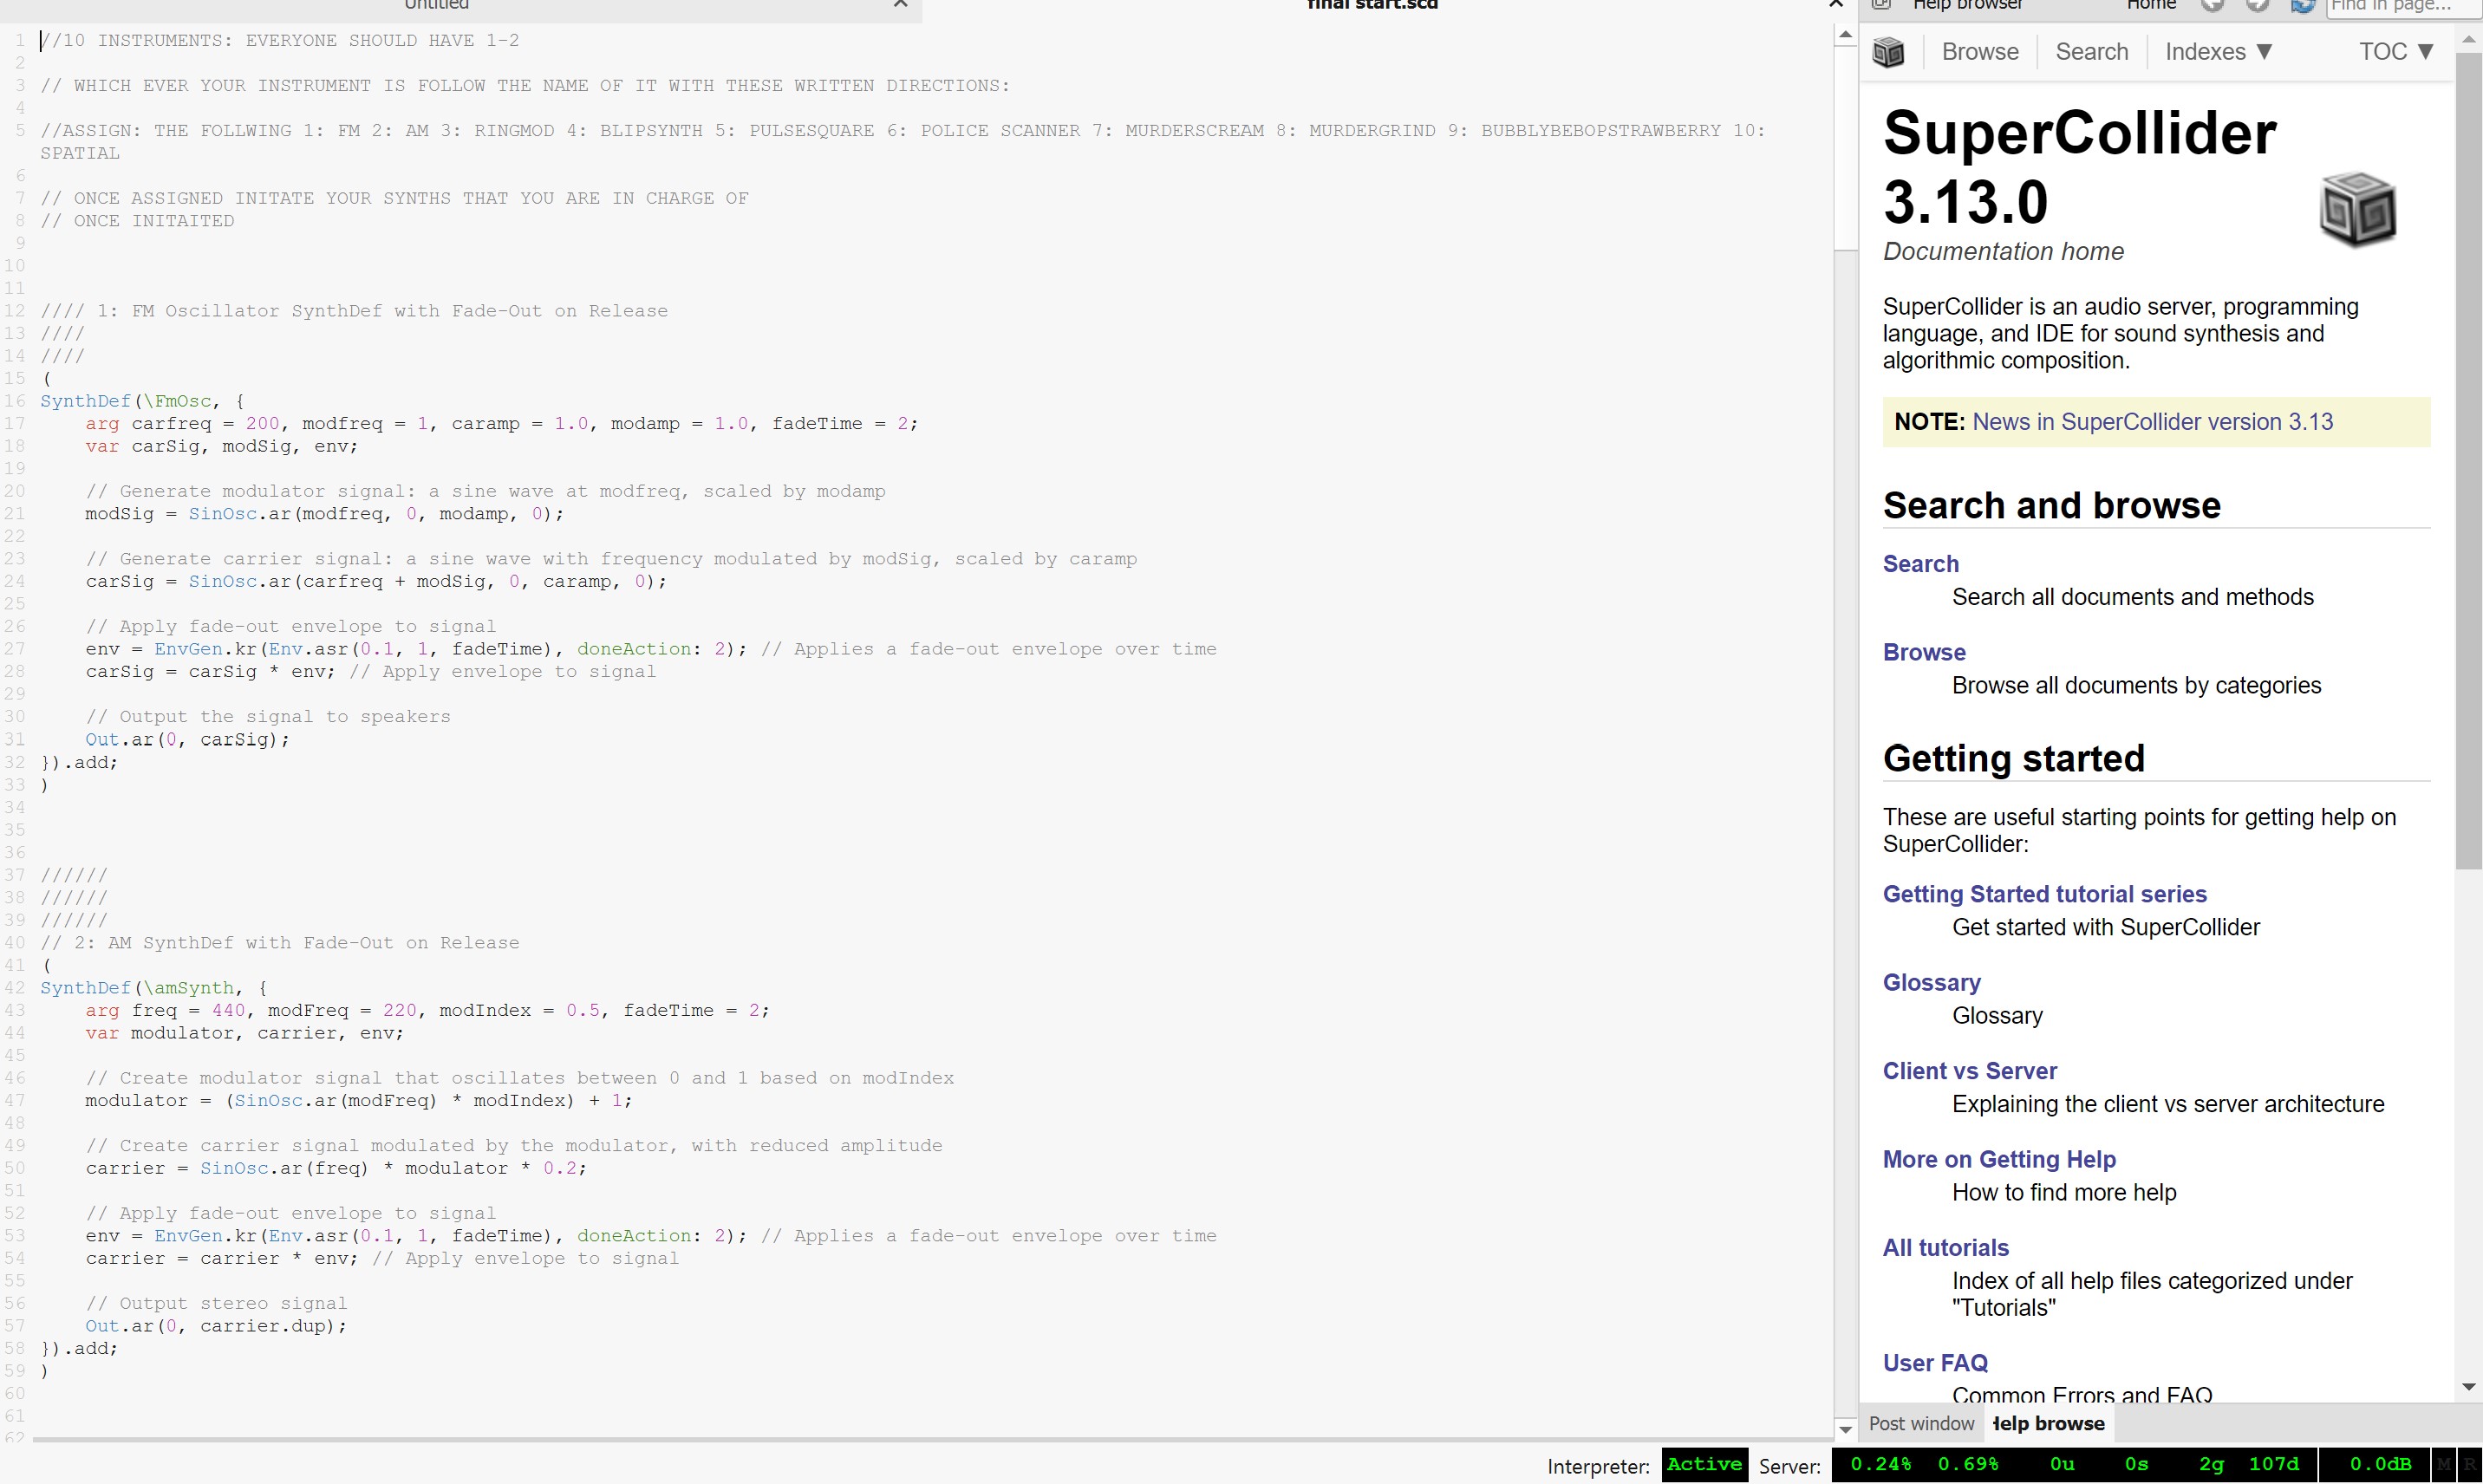 Untitled
final start.scd
Help browser Home Find in page...
1 //10 INSTRUMENTS: EVERYONE SHOULD HAVE 1-2
2
3 // WHICH EVER YOUR INSTRUMENT IS FOLLOW THE NAME OF IT WITH THESE WRITTEN DIRECTIONS:
4
5 //ASSIGN: THE FOLLWING 1: FM 2: AM 3: RINGMOD 4: BLIPSYNTH 5: PULSESQUARE 6: POLICE SCANNER 7: MURDERSCREAM 8: MURDERGRIND 9: BUBBLYBEBOPSTRAWBERRY 10:
SPATIAL
6
7 // ONCE ASSIGNED INITATE YOUR SYNTHS THAT YOU ARE IN CHARGE OF
8 // ONCE INITAITED
9
10
11
12 //// 1: FM Oscillator SynthDef with Fade-Out on Release
13 ////
14 ////
15 (
16 SynthDef(\FmOsc, {
17 arg carfreq = 200, modfreq = 1, caramp = 1.0, modamp = 1.0, fadeTime = 2;
18 var carSig, modSig, env;
19
20 // Generate modulator signal: a sine wave at modfreq, scaled by modamp
21 modSig = SinOsc.ar(modfreq, 0, modamp, 0);
22
23 // Generate carrier signal: a sine wave with frequency modulated by modSig, scaled by caramp
24 carSig = SinOsc.ar(carfreq + modSig, 0, caramp, 0);
25
26 // Apply fade-out envelope to signal
27 env = EnvGen.kr(Env.asr(0.1, 1, fadeTime), doneAction: 2); // Applies a fade-out envelope over time
28 carSig = carSig * env; // Apply envelope to signal
29
30 // Output the signal to speakers
31 Out.ar(0, carSig);
32 }).add;
33 )
34
35
36
37 //////
38 //////
39 //////
40 // 2: AM SynthDef with Fade-Out on Release
41 (
42 SynthDef(\amSynth, {
43 arg freq = 440, modFreq = 220, modIndex = 0.5, fadeTime = 2;
44 var modulator, carrier, env;
45
46 // Create modulator signal that oscillates between 0 and 1 based on modIndex
47 modulator = (SinOsc.ar(modFreq) * modIndex) + 1;
48
49 // Create carrier signal modulated by the modulator, with reduced amplitude
50 carrier = SinOsc.ar(freq) * modulator * 0.2;
51
52 // Apply fade-out envelope to signal
53 env = EnvGen.kr(Env.asr(0.1, 1, fadeTime), doneAction: 2); // Applies a fade-out envelope over time
54 carrier = carrier * env; // Apply envelope to signal
55
56 // Output stereo signal
57 Out.ar(0, carrier.dup);
58 }).add;
59 )
60
61
62
Browse Search Indexes ▼ TOC ▼
SuperCollider
3.13.0
Documentation home
SuperCollider is an audio server, programming
language, and IDE for sound synthesis and
algorithmic composition.
NOTE: News in SuperCollider version 3.13
Search and browse
Search
Search all documents and methods
Browse
Browse all documents by categories
Getting started
These are useful starting points for getting help on
SuperCollider:
Getting Started tutorial series
Get started with SuperCollider
Glossary
Glossary
Client vs Server
Explaining the client vs server architecture
More on Getting Help
How to find more help
All tutorials
Index of all help files categorized under
"Tutorials"
User FAQ
Common Errors and FAQ
Post window Help browse
Interpreter: Active Server: 0.24% 0.69% 0u 0s 2g 107d 0.0dB M R